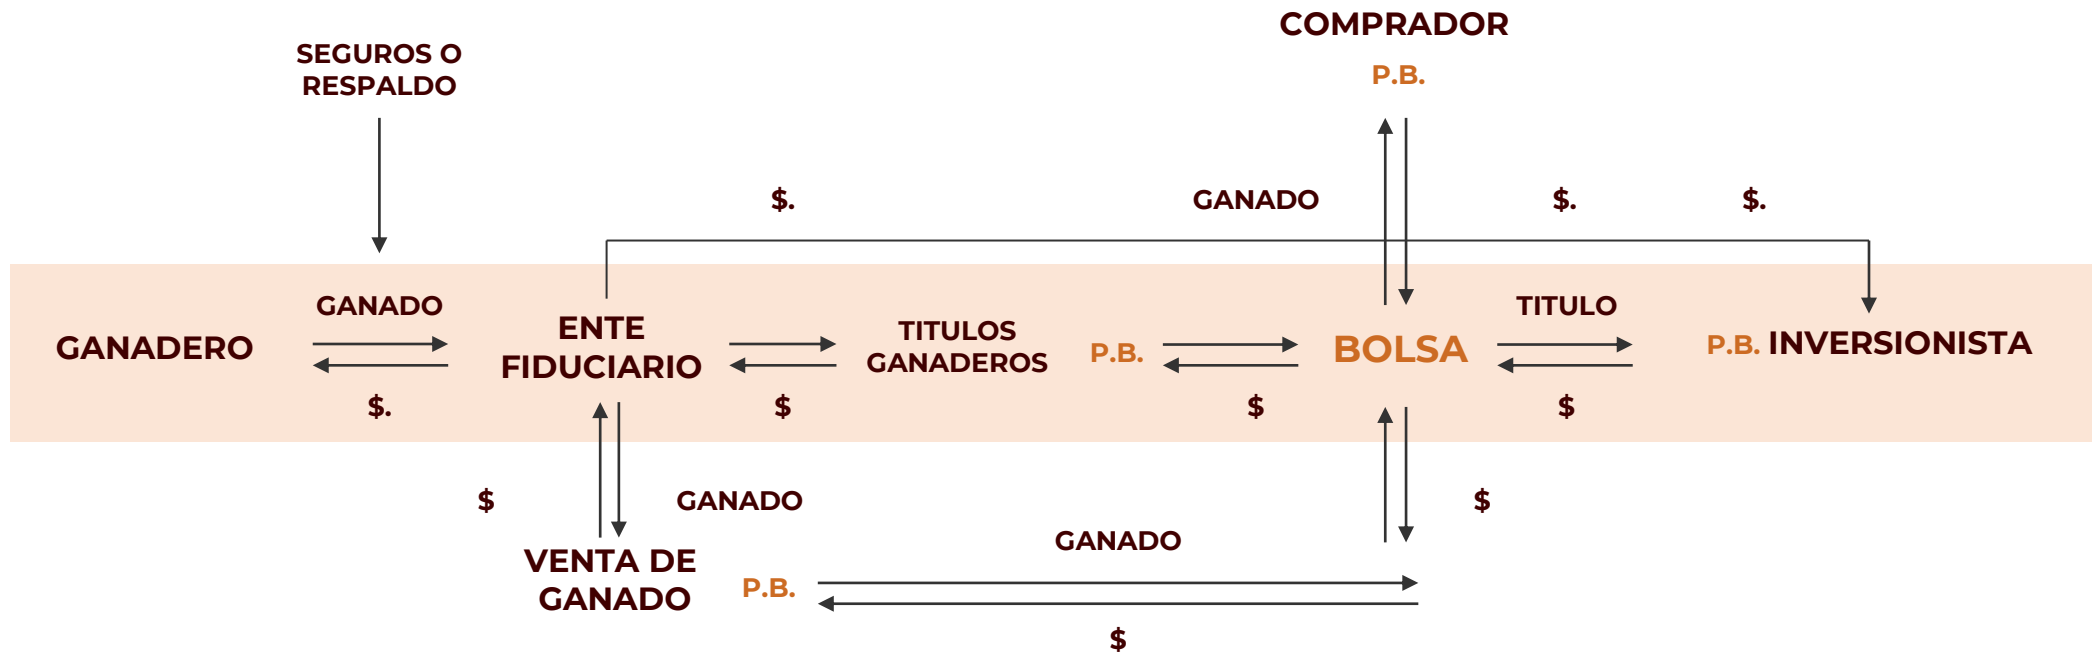 COMPRADOR
SEGUROS O
RESPALDO
P.B.
$.
GANADO
$.
$.
GANADO
TITULO
GANADERO
ENTE
FIDUCIARIO
TITULOS
GANADEROS
P.B.
BOLSA
P.B. INVERSIONISTA
$.
$
$
$
$
GANADO
$
GANADO
VENTA DE
GANADO
P.B.
$